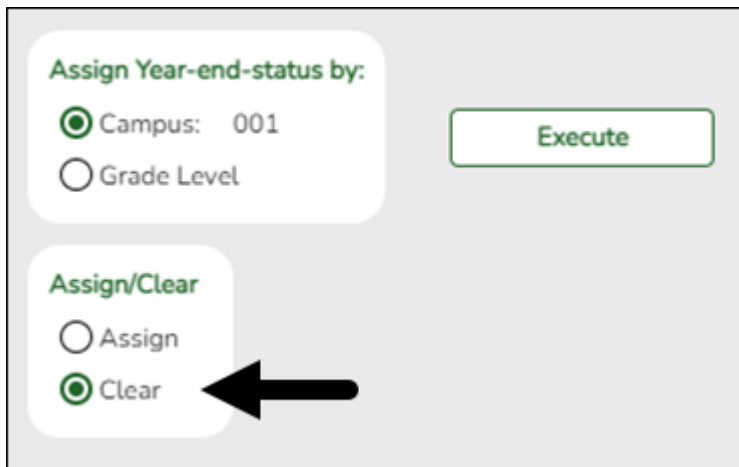 Assign Year-end-status by:
Campus: 001
Grade Level
Execute
Assign/Clear
Assign
Clear